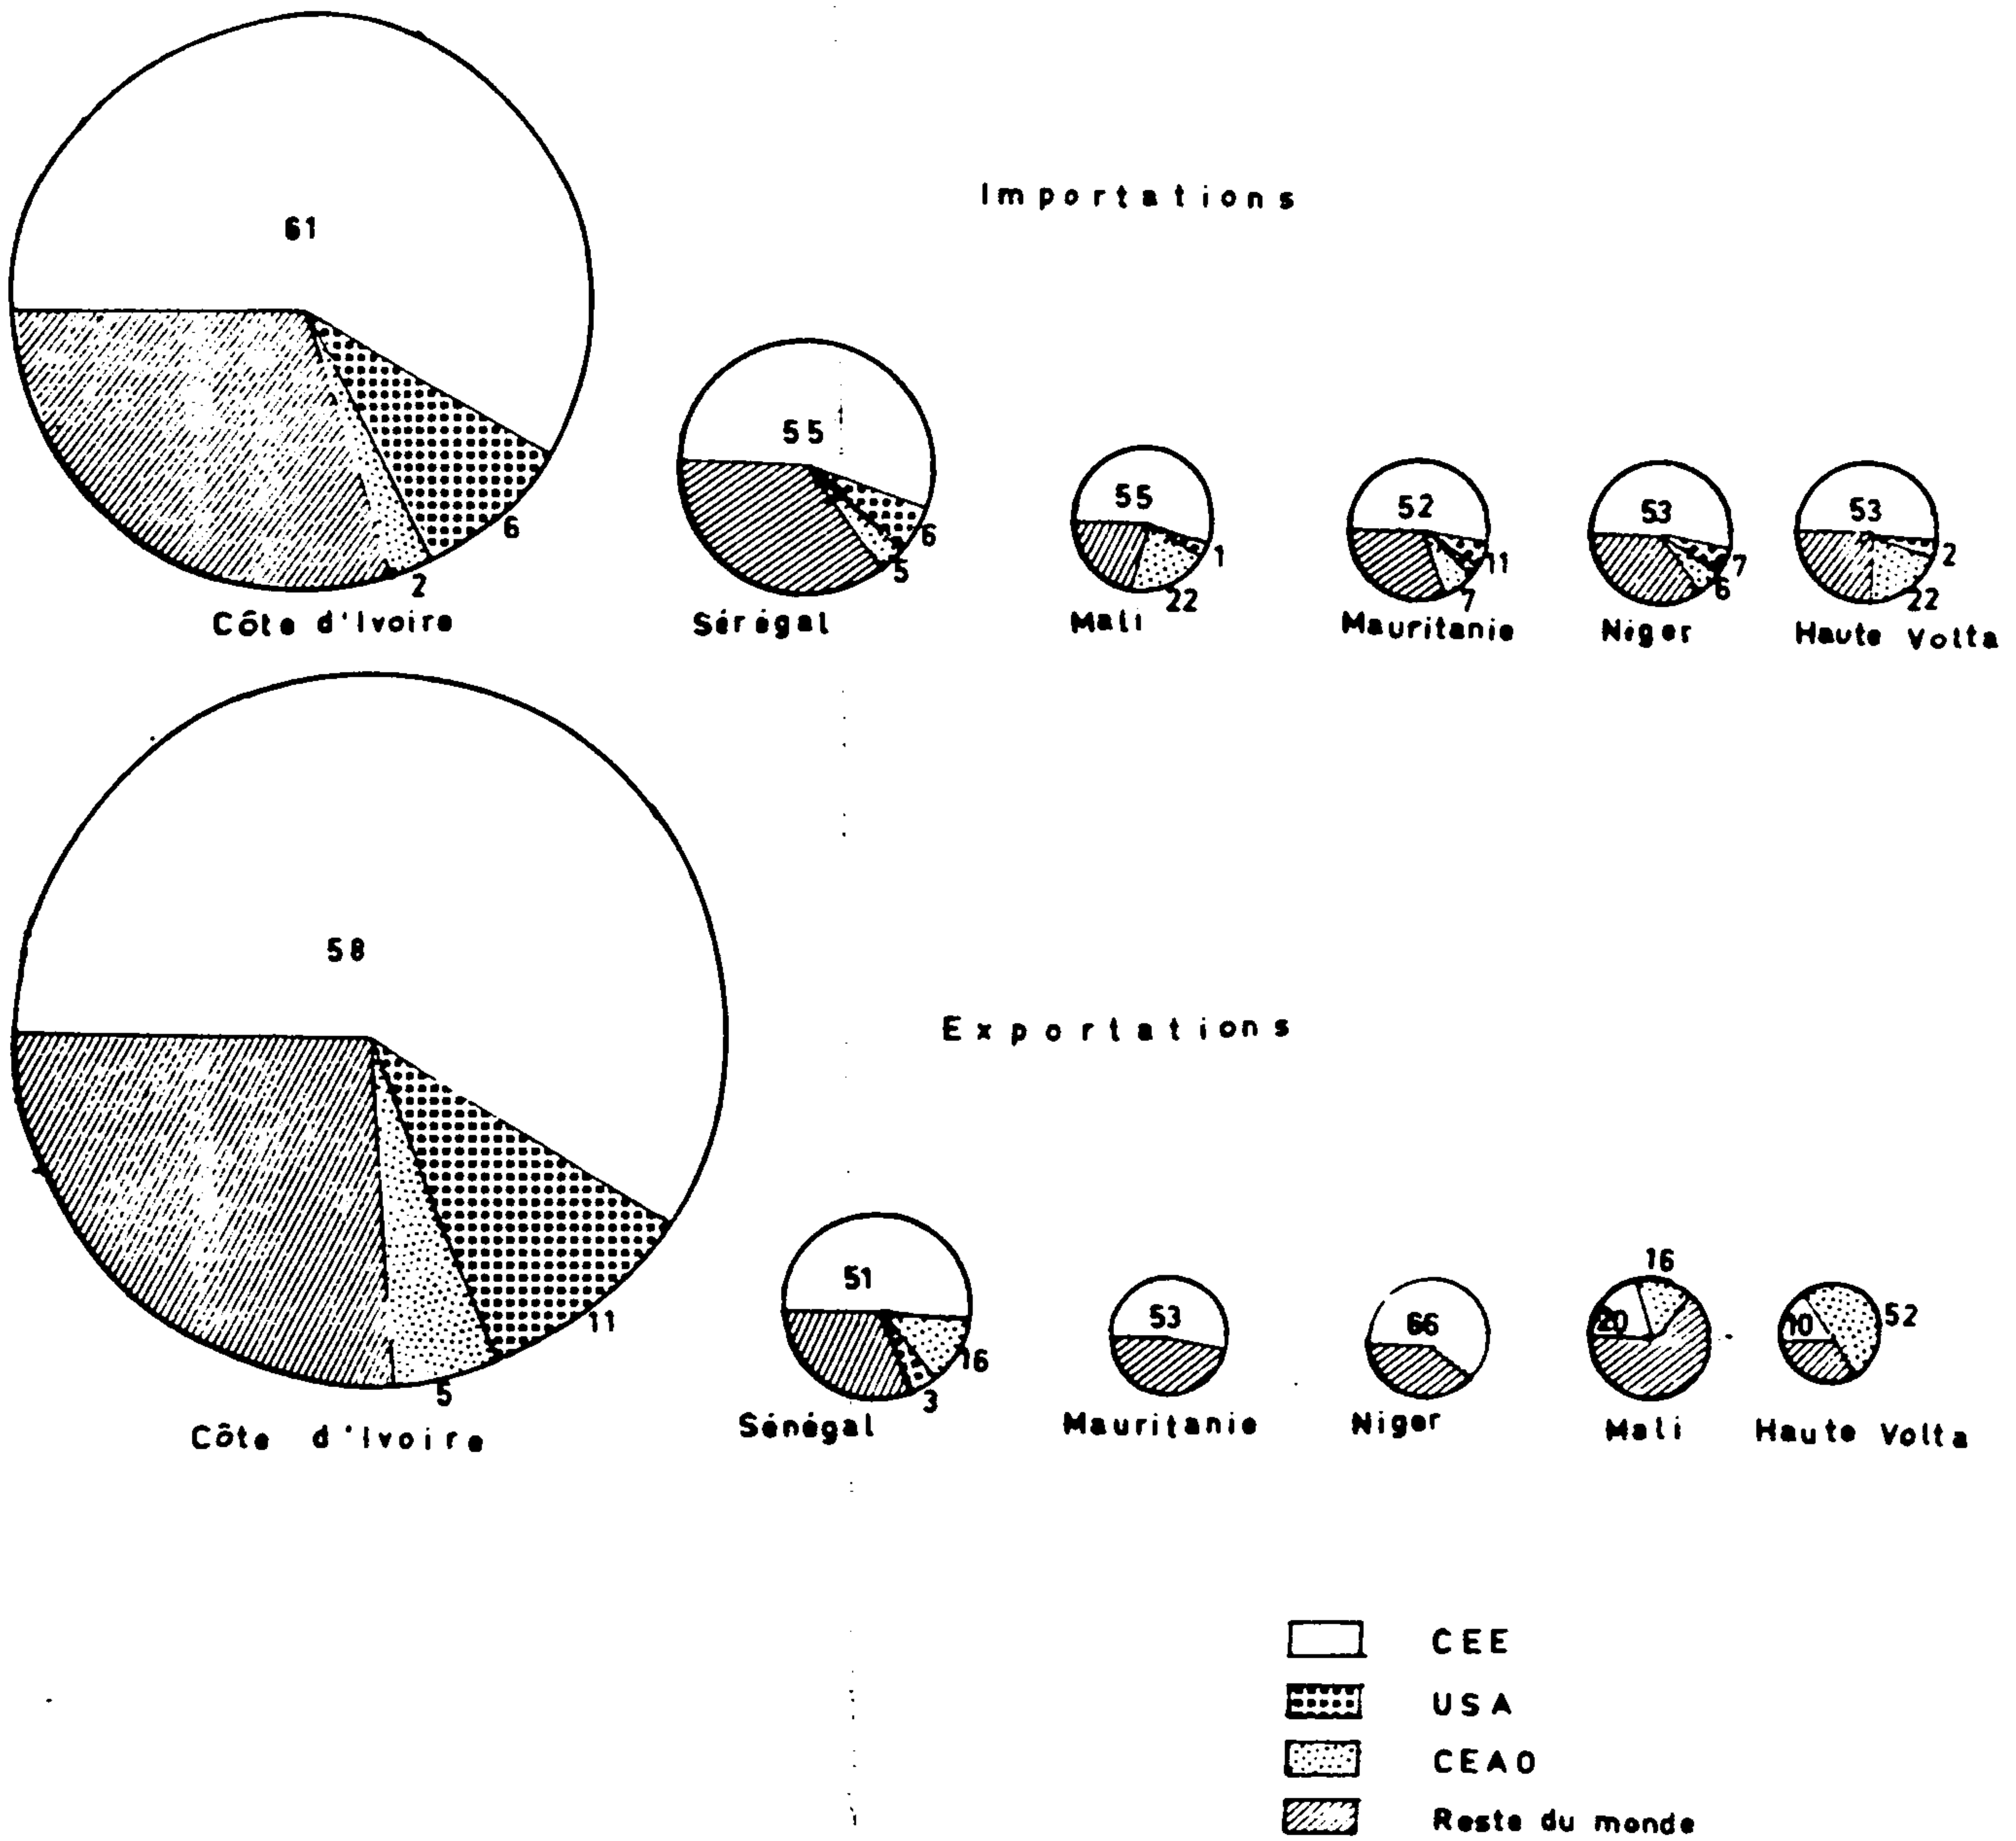 61
Importations
55
55
52
53
53
6
2
6
5
1
22
11
7
7
6
2
22
Côte d'Ivoire
Sérégal
Mali
Mauritanie
Niger
Haute Volta
58
Exportations
11
5
51
16
3
53
66
16
20
10
52
Côte d'Ivoire
Sénégal
Mauritanie
Niger
Mali
Haute Volta
CEE
USA
CEAO
Reste du monde